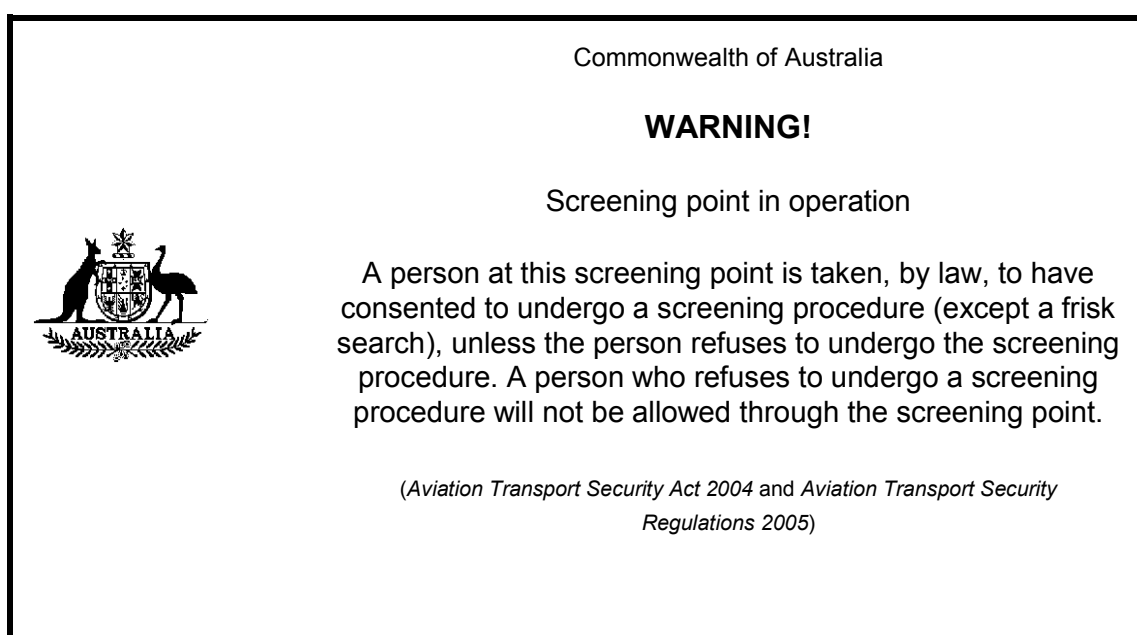 Commonwealth of Australia
WARNING!
Screening point in operation
A person at this screening point is taken, by law, to have
consented to undergo a screening procedure (except a frisk
search), unless the person refuses to undergo the screening
procedure. A person who refuses to undergo a screening
procedure will not be allowed through the screening point.
AUSTRALIA
(Aviation Transport Security Act 2004 and Aviation Transport Security
Regulations 2005)